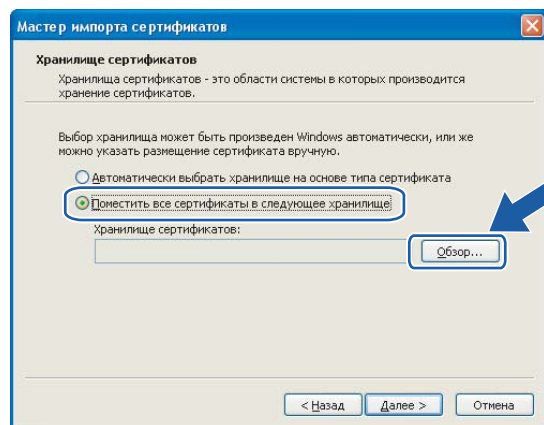 Мастер импорта сертификатов
Хранилище сертификатов
Хранилища сертификатов - это области системы в которых производится
хранение сертификатов.
Выбор хранилища может быть произведен Windows автоматически, или же
можно указать размещение сертификата вручную.
Автоматически выбрать хранилище на основе типа сертификата
Поместить все сертификаты в следующее хранилище
Хранилище сертификатов:
Обзор...
< Назад Далее > Отмена